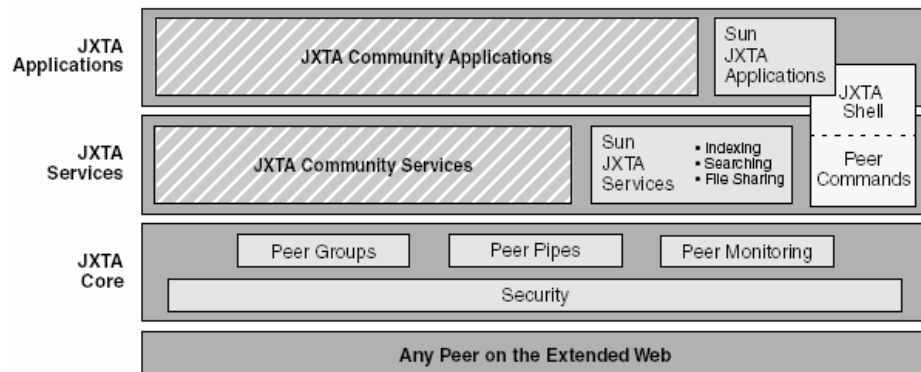 JXTA
Applications
JXTA Community Applications
Sun
JXTA
Applications
JXTA
Shell
Peer
Commands
JXTA
Services
JXTA Community Services
Sun
JXTA
Services
• Indexing
• Searching
• File Sharing
JXTA
Core
Peer Groups
Peer Pipes
Peer Monitoring
Security
Any Peer on the Extended Web